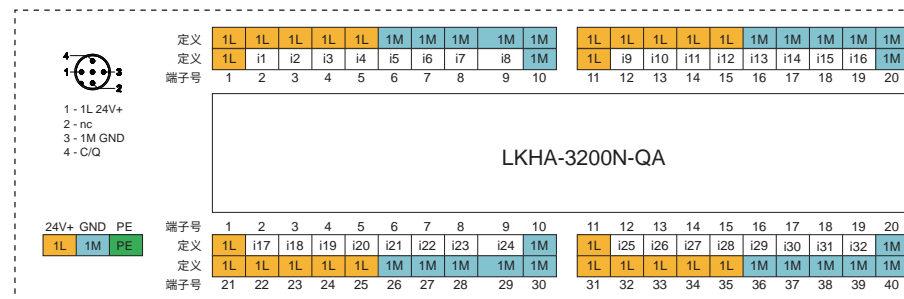 定义 1L 1L 1L 1L 1L 1M 1M 1M 1M 1M 1L 1L 1L 1L 1L 1M 1M 1M 1M 1M
定义 1L i1 i2 i3 i4 i5 i6 i7 i8 1M 1L i9 i10 i11 i12 i13 i14 i15 i16 1M
端子号 1 2 3 4 5 6 7 8 9 10 11 12 13 14 15 16 17 18 19 20
4
1 3
2
1 - 1L 24V+
2 - nc
3 - 1M GND
4 - C/Q
LKHA-3200N-QA
24V+ GND PE
1L 1M PE
端子号 1 2 3 4 5 6 7 8 9 10 11 12 13 14 15 16 17 18 19 20
定义 1L i17 i18 i19 i20 i21 i22 i23 i24 1M 1L i25 i26 i27 i28 i29 i30 i31 i32 1M
定义 1L 1L 1L 1L 1L 1M 1M 1M 1M 1M 1L 1L 1L 1L 1L 1M 1M 1M 1M 1M
端子号 21 22 23 24 25 26 27 28 29 30 31 32 33 34 35 36 37 38 39 40